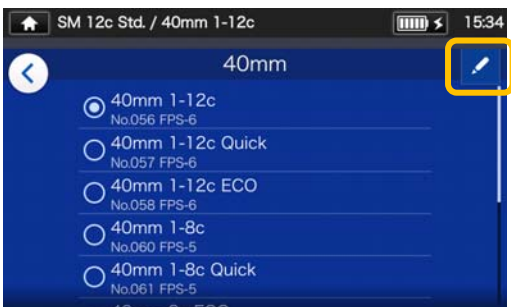 SM 12c Std. / 40mm 1-12c 15:34
40mm
40mm 1-12c
No.056 FPS-6
40mm 1-12c Quick
No.057 FPS-6
40mm 1-12c ECO
No.058 FPS-6
40mm 1-8c
No.060 FPS-5
40mm 1-8c Quick
No.061 FPS-5